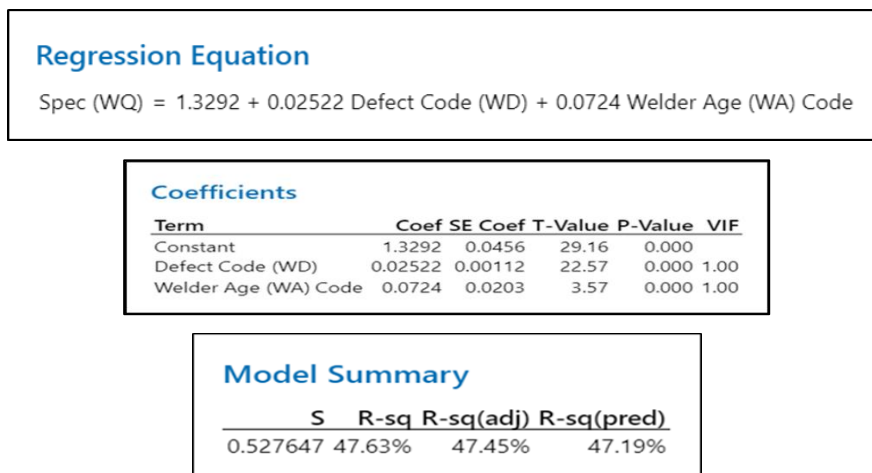 Regression Equation
Spec (WQ) = 1.3292 + 0.02522 Defect Code (WD) + 0.0724 Welder Age (WA) Code
Coefficients
Term Coef SE Coef T-Value P-Value VIF
Constant 1.3292 0.0456 29.16 0.000
Defect Code (WD) 0.02522 0.00112 22.57 0.000 1.00
Welder Age (WA) Code 0.0724 0.0203 3.57 0.000 1.00
Model Summary
S R-sq R-sq(adj) R-sq(pred)
0.527647 47.63% 47.45% 47.19%